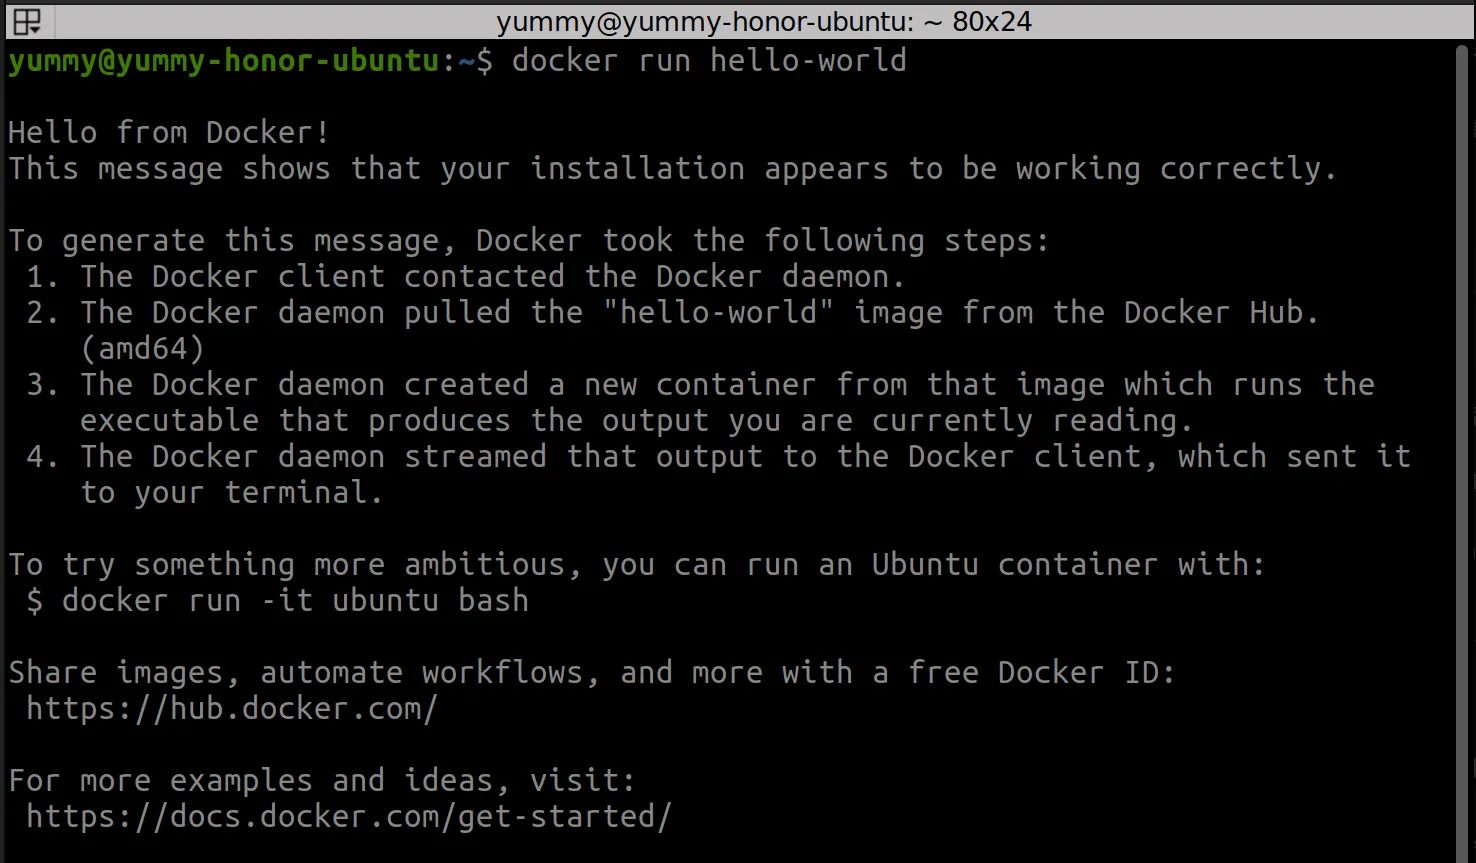 yummy@yummy-honor-ubuntu: ~ 80x24
yummy@yummy-honor-ubuntu:~$ docker run hello-world
Hello from Docker!
This message shows that your installation appears to be working correctly.
To generate this message, Docker took the following steps:
1. The Docker client contacted the Docker daemon.
2. The Docker daemon pulled the "hello-world" image from the Docker Hub.
(amd64)
3. The Docker daemon created a new container from that image which runs the
executable that produces the output you are currently reading.
4. The Docker daemon streamed that output to the Docker client, which sent it
to your terminal.
To try something more ambitious, you can run an Ubuntu container with:
$ docker run -it ubuntu bash
Share images, automate workflows, and more with a free Docker ID:
https://hub.docker.com/
For more examples and ideas, visit:
https://docs.docker.com/get-started/